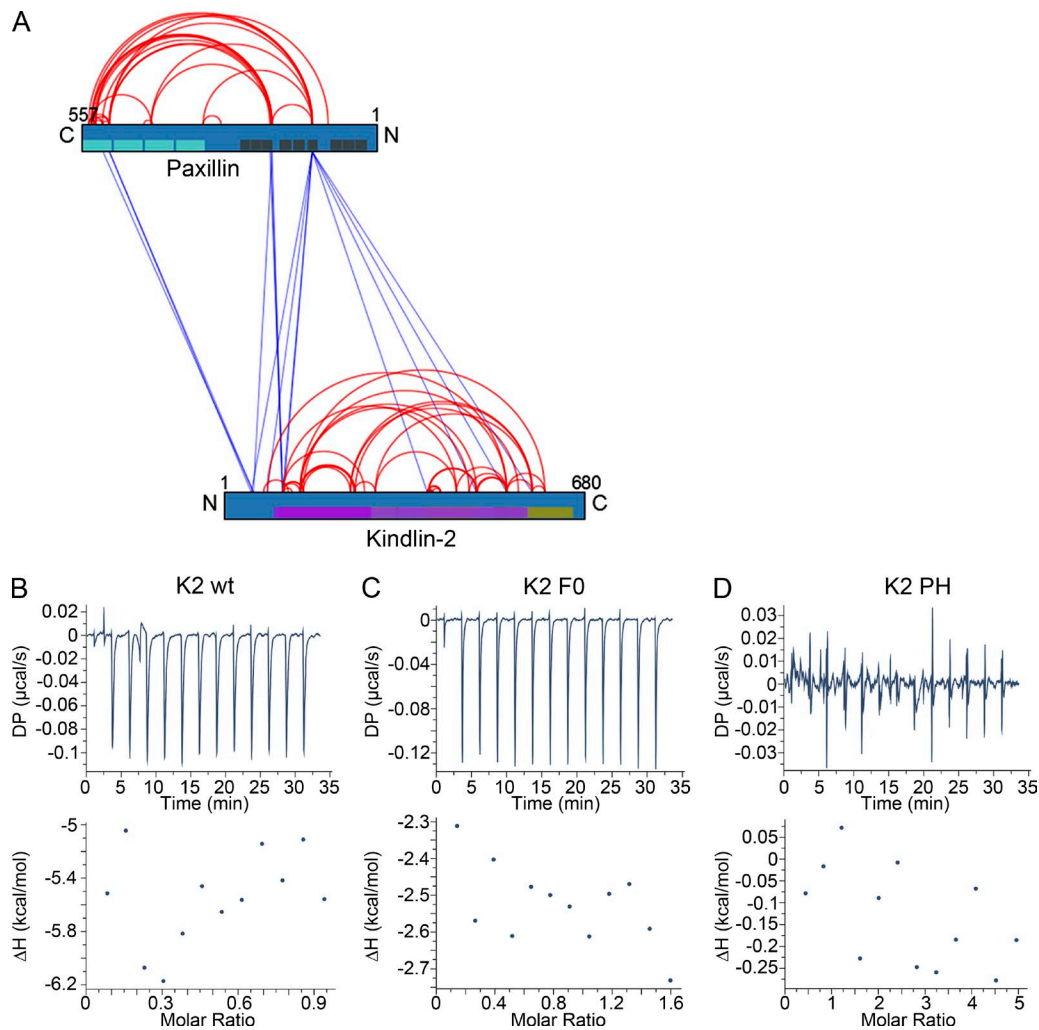 A
557 1
C N
Paxillin
1 680
N C
Kindlin-2
B K2 wt
0.02
0
-0.02
-0.04
-0.06
-0.08
-0.1
DP (µcal/s)
0 5 10 15 20 25 30 35
Time (min)
-5
-5.4
-5.8
-6.2
ΔH (kcal/mol)
0 0.3 0.6 0.9
Molar Ratio
C K2 F0
0
-0.04
-0.08
-0.12
DP (µcal/s)
0 5 10 15 20 25 30 35
Time (min)
-2.3
-2.4
-2.5
-2.6
-2.7
ΔH (kcal/mol)
0 0.4 0.8 1.2 1.6
Molar Ratio
D K2 PH
0.03
0.02
0.01
0
-0.01
-0.02
-0.03
DP (µcal/s)
0 5 10 15 20 25 30 35
Time (min)
0.05
0
-0.05
-0.1
-0.15
-0.2
-0.25
ΔH (kcal/mol)
0 1 2 3 4 5
Molar Ratio